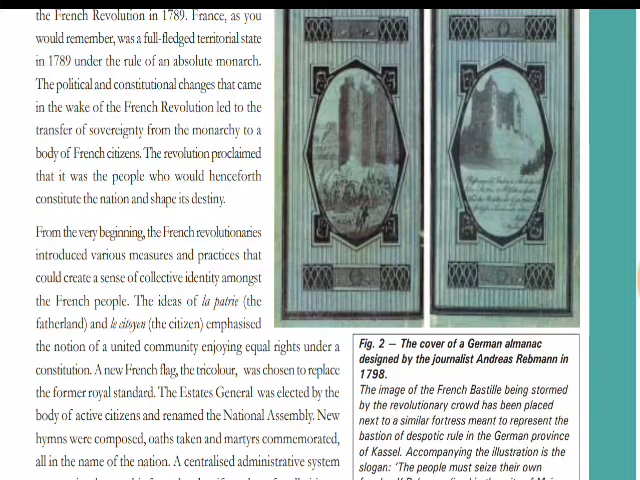 the French Revolution in 1789. France, as you
would remember, was a full-fledged territorial state
in 1789 under the rule of an absolute monarch.
The political and constitutional changes that came
in the wake of the French Revolution led to the
transfer of sovereignty from the monarchy to a
body of French citizens. The revolution proclaimed
that it was the people who would henceforth
constitute the nation and shape its destiny.
From the very beginning, the French revolutionaries
introduced various measures and practices that
could create a sense of collective identity amongst
the French people. The ideas of la patrie (the
fatherland) and le citoyen (the citizen) emphasised
the notion of a united community enjoying equal rights under a
constitution. A new French flag, the tricolour, was chosen to replace
the former royal standard. The Estates General was elected by the
body of active citizens and renamed the National Assembly. New
hymns were composed, oaths taken and martyrs commemorated,
all in the name of the nation. A centralised administrative system
Fig. 2 — The cover of a German almanac
designed by the journalist Andreas Rebmann in
1798.
The image of the French Bastille being stormed
by the revolutionary crowd has been placed
next to a similar fortress meant to represent the
bastion of despotic rule in the German province
of Kassel. Accompanying the illustration is the
slogan: ‘The people must seize their own